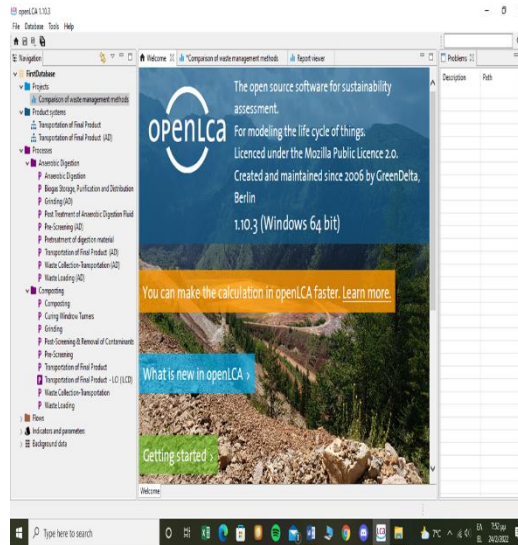 openLCA 1.10.3
File Database Tools Help
Navigation
FirstDatabase
Projects
Comparison of waste management methods
Product systems
Transportation of Final Product
Transportation of Final Product (AD)
Processes
Anaerobic Digestion
Anaerobic Digestion
Biogas Storage, Purification and Distribution
Grinding (AD)
Post Treatment of Anaerobic Digestion Fluid
Pre-Screening (AD)
Pretreatment of digestion material
Transportation of Final Product (AD)
Waste Collection-Transportation (AD)
Waste Loading (AD)
Composting
Composting
Curing Windrow Turners
Grinding
Post-Screening & Removal of Contaminants
Pre-Screening
Transportation of Final Product
Transportation of Final Product - LCI (ILCD)
Waste Collection-Transportation
Waste Loading
Flows
Indicators and parameters
Background data
Welcome *Comparison of waste management methods Report viewer
openLCA
The open source software for sustainability
assessment.
For modeling the life cycle of things.
Licenced under the Mozilla Public Licence 2.0.
Created and maintained since 2006 by GreenDelta,
Berlin
1.10.3 (Windows 64 bit)
You can make the calculation in openLCA faster. Learn more.
What is new in openLCA ›
Getting started ›
Welcome
Problems
Description Path
Type here to search
LCA
7°C
EL
7:52 μμ
24/2/2022